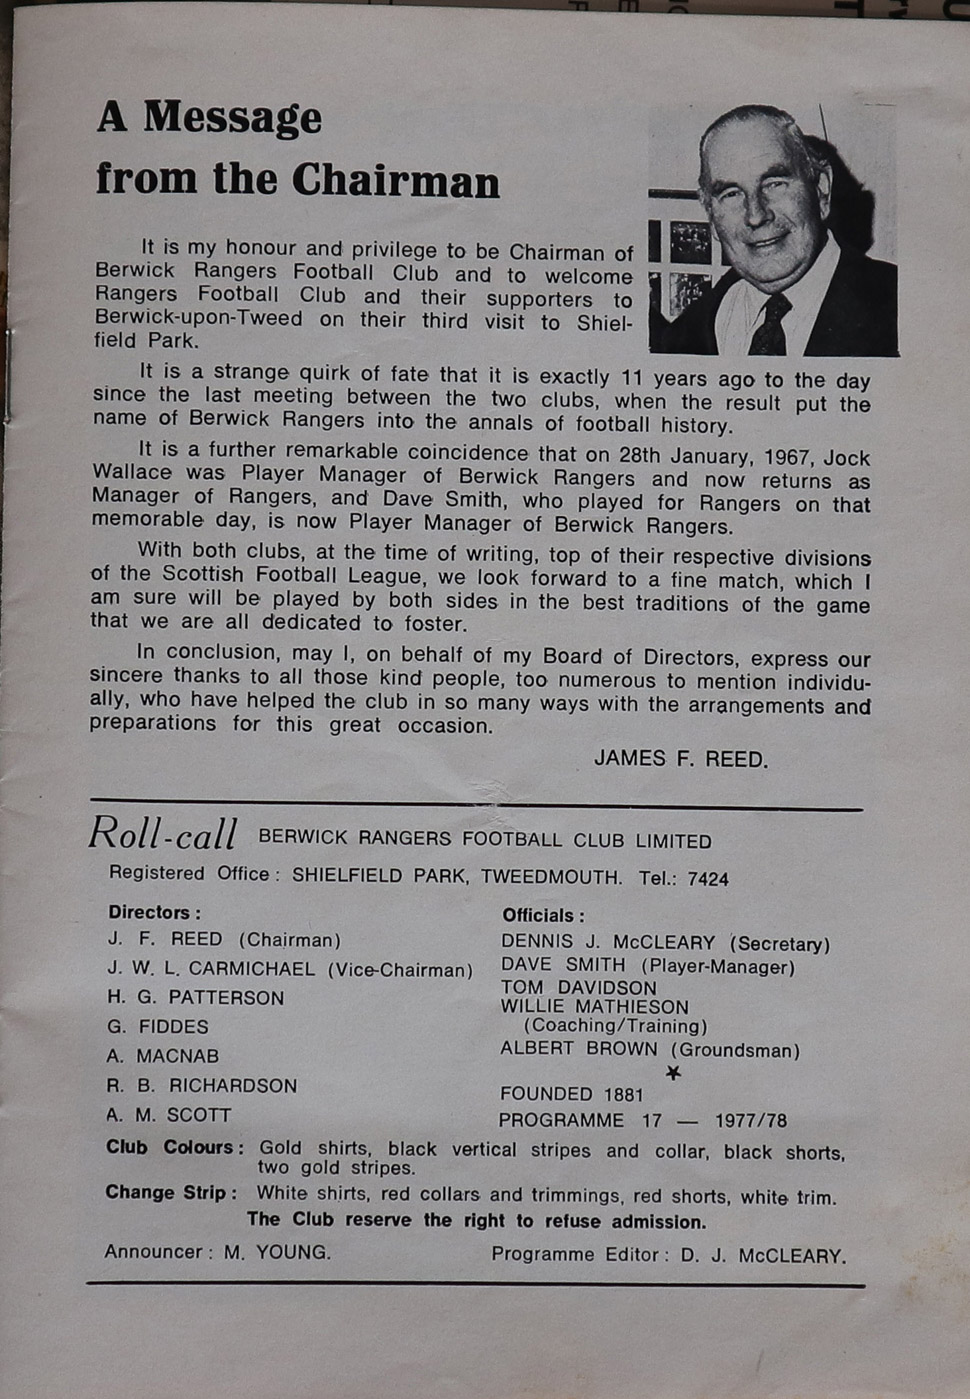 A Message
from the Chairman
It is my honour and privilege to be Chairman of
Berwick Rangers Football Club and to welcome
Rangers Football Club and their supporters to
Berwick-upon-Tweed on their third visit to Shiel-
field Park.
It is a strange quirk of fate that it is exactly 11 years ago to the day
since the last meeting between the two clubs, when the result put the
name of Berwick Rangers into the annals of football history.
It is a further remarkable coincidence that on 28th January, 1967, Jock
Wallace was Player Manager of Berwick Rangers and now returns as
Manager of Rangers, and Dave Smith, who played for Rangers on that
memorable day, is now Player Manager of Berwick Rangers.
With both clubs, at the time of writing, top of their respective divisions
of the Scottish Football League, we look forward to a fine match, which I
am sure will be played by both sides in the best traditions of the game
that we are all dedicated to foster.
In conclusion, may I, on behalf of my Board of Directors, express our
sincere thanks to all those kind people, too numerous to mention individu-
ally, who have helped the club in so many ways with the arrangements and
preparations for this great occasion.
JAMES F. REED.
Roll-call BERWICK RANGERS FOOTBALL CLUB LIMITED
Registered Office : SHIELFIELD PARK, TWEEDMOUTH. Tel.: 7424
Directors :
J. F. REED (Chairman)
J. W. L. CARMICHAEL (Vice-Chairman)
H. G. PATTERSON
G. FIDDES
A. MACNAB
R. B. RICHARDSON
A. M. SCOTT
Officials :
DENNIS J. McCLEARY (Secretary)
DAVE SMITH (Player-Manager)
TOM DAVIDSON
WILLIE MATHIESON
(Coaching/Training)
ALBERT BROWN (Groundsman)
★
FOUNDED 1881
PROGRAMME 17 — 1977/78
Club Colours : Gold shirts, black vertical stripes and collar, black shorts,
two gold stripes.
Change Strip : White shirts, red collars and trimmings, red shorts, white trim.
The Club reserve the right to refuse admission.
Announcer : M. YOUNG. Programme Editor : D. J. McCLEARY.